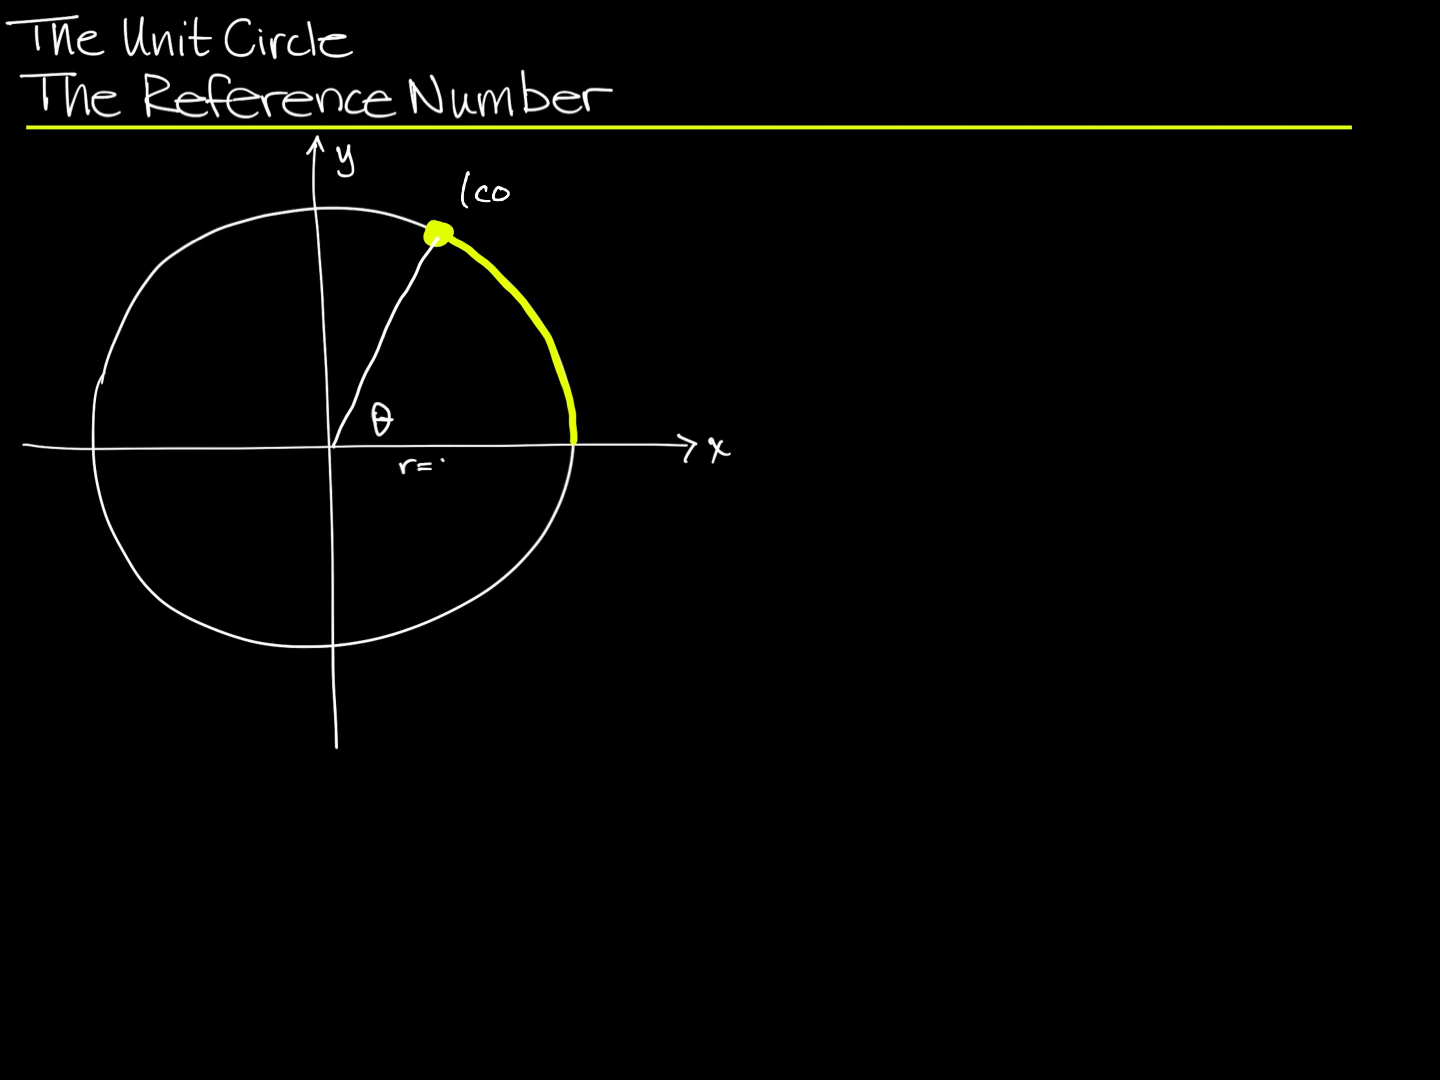 The Unit Circle
The Reference Number
y
(co
θ
x
r=